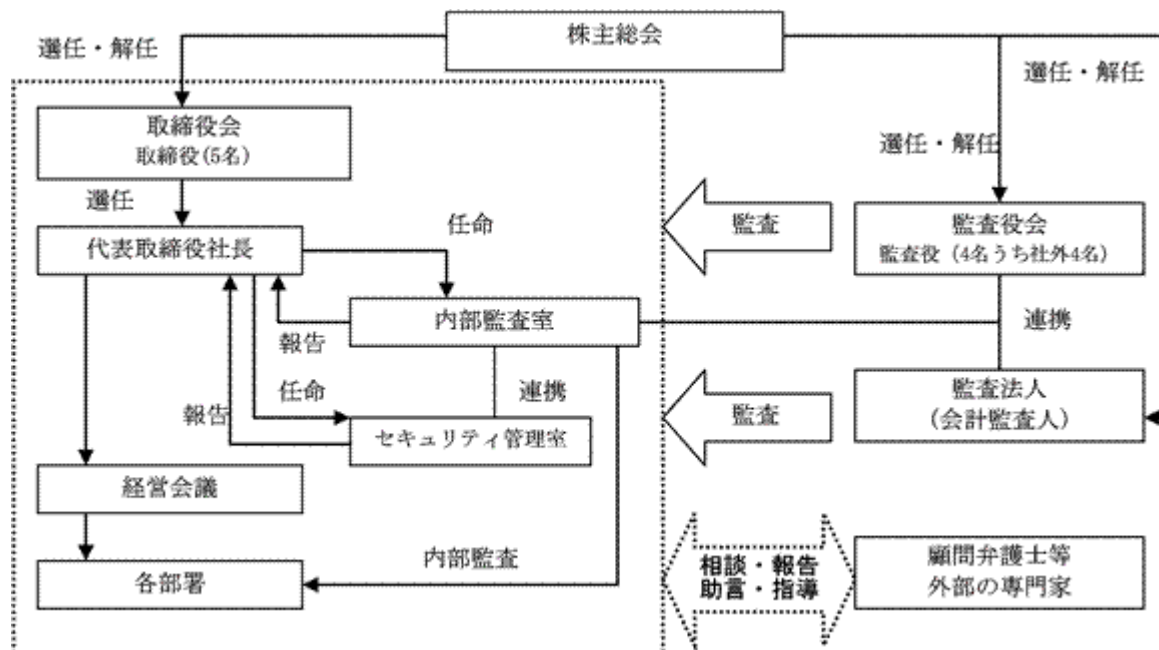 株主総会
選任・解任
選任・解任
取締役会
取締役(5名)
選任・解任
選任
任命
監査
監査役会
監査役（4名うち社外4名）
代表取締役社長
内部監査室
連携
報告
任命
連携
報告
監査
監査法人
（会計監査人）
セキュリティ管理室
経営会議
内部監査
相談・報告
助言・指導
顧問弁護士等
外部の専門家
各部署